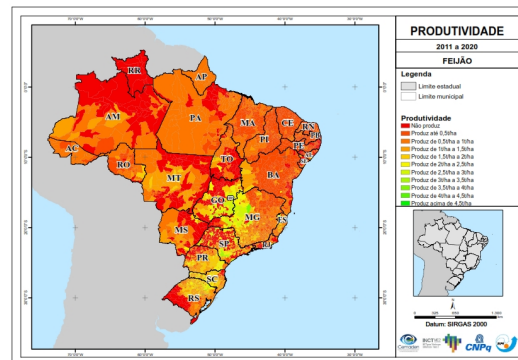 PRODUTIVIDADE
2011 a 2020
FEIJÃO
Legenda
Limite estadual
Limite municipal
Produtividade
Não produz
Produz até 0,5t/ha
Produz de 0,5t/ha a 1t/ha
Produz de 1t/ha a 1,5t/ha
Produz de 1,5t/ha a 2t/ha
Produz de 2t/ha a 2,5t/ha
Produz de 2,5t/ha a 3t/ha
Produz de 3t/ha a 3,5t/ha
Produz de 3,5t/ha a 4t/ha
Produz de 4t/ha a 4,5t/ha
Produz acima de 4,5t/ha
RR
AP
AM
PA
MA
CE
RN
PB
PI
PE
AC
RO
TO
BA
MT
GO
MG
ES
MS
SP
RJ
PR
SC
RS
N
Datum: SIRGAS 2000
Cemaden
CNPq